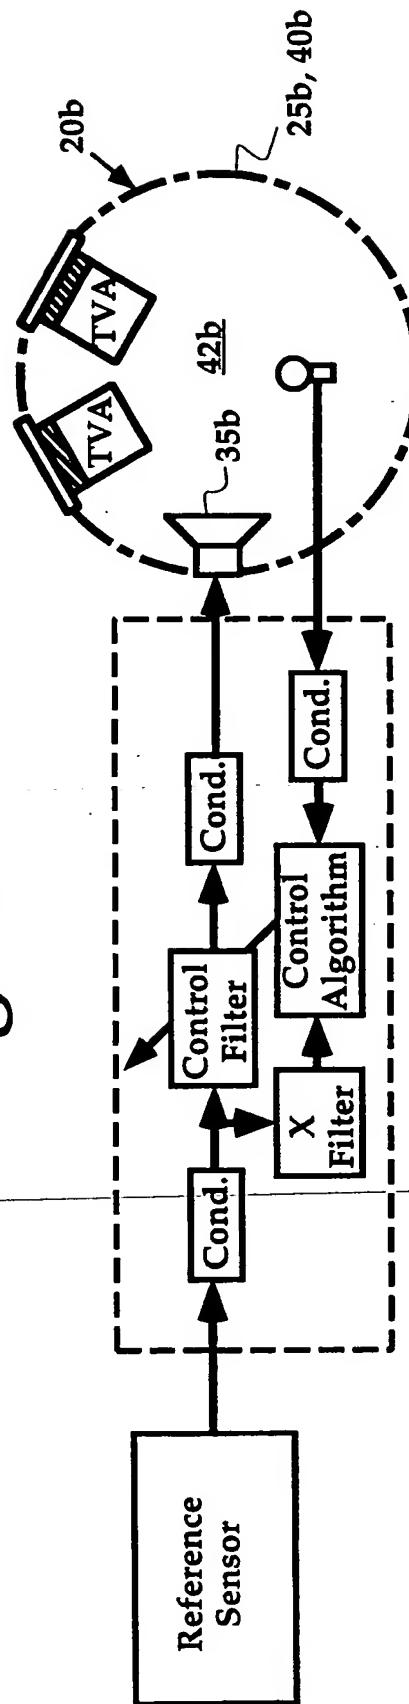 Reference
Sensor
Cond.
Control
Filter
Cond.
X
Filter
Control
Algorithm
Cond.
35b
42b
TVA
TVA
20b
25b, 40b